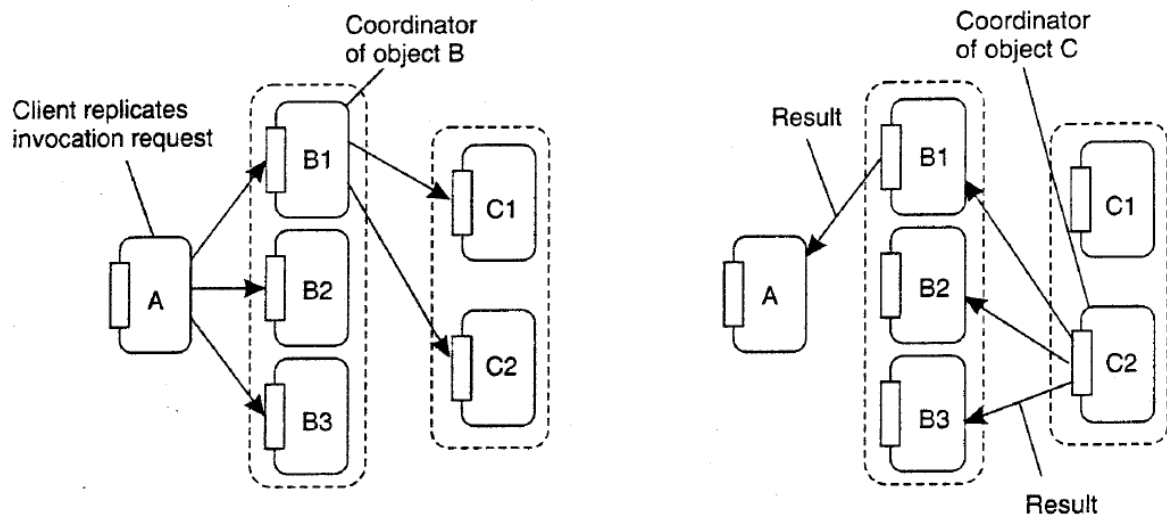 Coordinator
of object B
Client replicates
invocation request
A
B1
B2
B3
C1
C2
Coordinator
of object C
Result
A
B1
B2
B3
C1
C2
Result